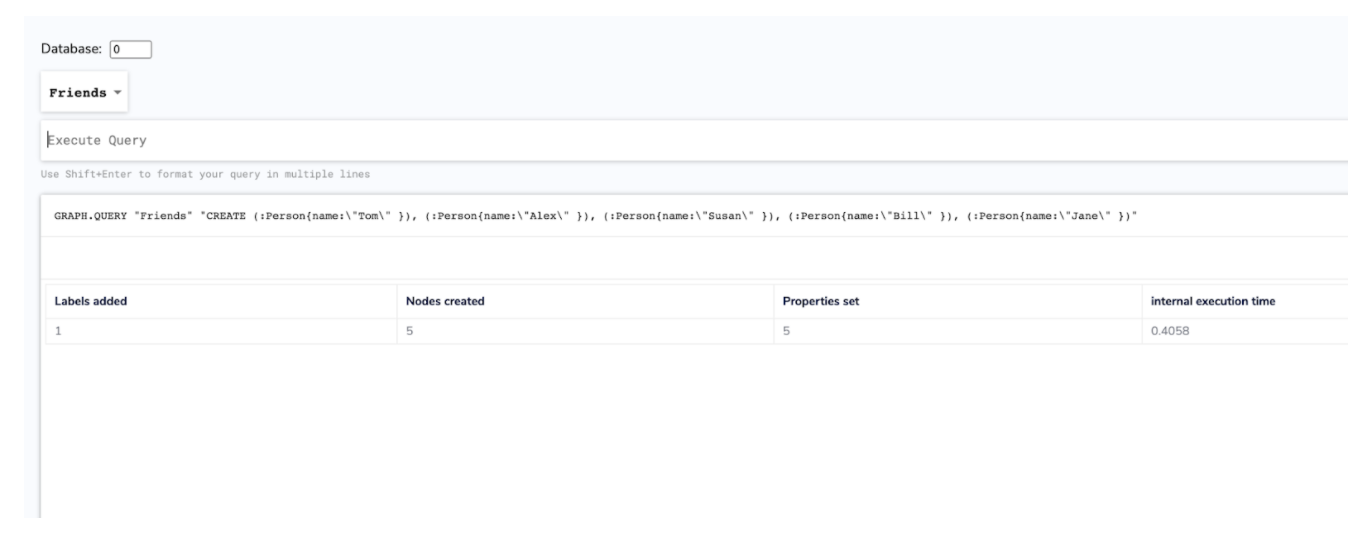 Database: 0
Friends
Execute Query
Use Shift+Enter to format your query in multiple lines
GRAPH.QUERY "Friends" "CREATE (:Person{name:\"Tom\" }), (:Person{name:\"Alex\" }), (:Person{name:\"Susan\" }), (:Person{name:\"Bill\" }), (:Person{name:\"Jane\" })"
Labels added Nodes created Properties set internal execution time
1 5 5 0.4058